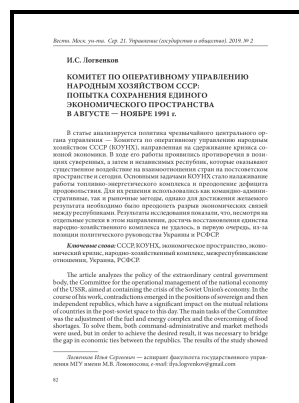 Вестн. Моск. ун-та. Сер. 21. Управление (государство и общество). 2019. № 2
И.С. Логвенков
КОМИТЕТ ПО ОПЕРАТИВНОМУ УПРАВЛЕНИЮ
НАРОДНЫМ ХОЗЯЙСТВОМ СССР:
ПОПЫТКА СОХРАНЕНИЯ ЕДИНОГО
ЭКОНОМИЧЕСКОГО ПРОСТРАНСТВА
В АВГУСТЕ — НОЯБРЕ 1991 г.
В статье анализируется политика чрезвычайного центрального ор-
гана управления — Комитета по оперативному управлению народным
хозяйством СССР (КОУНХ), направленная на сдерживание кризиса со-
юзной экономики. В ходе его работы проявились противоречия в пози-
циях суверенных, а затем и независимых республик, которые оказывают
существенное воздействие на взаимоотношения стран на постсоветском
пространстве и сегодня. Основными задачами КОУНХ стало налаживание
работы топливно-энергетического комплекса и преодоление дефицита
продовольствия. Для их решения использовались как командно-админи-
стративные, так и рыночные методы, однако для достижения желаемого
результата необходимо было преодолеть разрыв экономических связей
между республиками. Результаты исследования показали, что, несмотря на
отдельные успехи в этом направлении, достичь восстановления единства
народно-хозяйственного комплекса не удалось, в первую очередь, из-за
позиции политического руководства Украины и РСФСР.
Ключевые слова: СССР, КОУНХ, экономическое пространство, эконо-
мический кризис, народно-хозяйственный комплекс, межреспубликанские
отношения, Украина, РСФСР.
The article analyzes the policy of the extraordinary central government
body, the Committee for the operational management of the national economy
of the USSR, aimed at containing the crisis of the Soviet Union's economy. In the
course of his work, contradictions emerged in the positions of sovereign and then
independent republics, which have a significant impact on the mutual relations
of countries in the post-soviet space to this day. The main tasks of the Committee
was the adjustment of the fuel and energy complex and the overcoming of food
shortages. To solve them, both command-administrative and market methods
were used, but in order to achieve the desired result, it was necessary to bridge
the gap in economic ties between the republics. The results of the study showed
Логвенков Илья Сергеевич — аспирант факультета государственного управ-
ления МГУ имени М.В. Ломоносова; e-mail: ilya.logvenkov@gmail.com
82